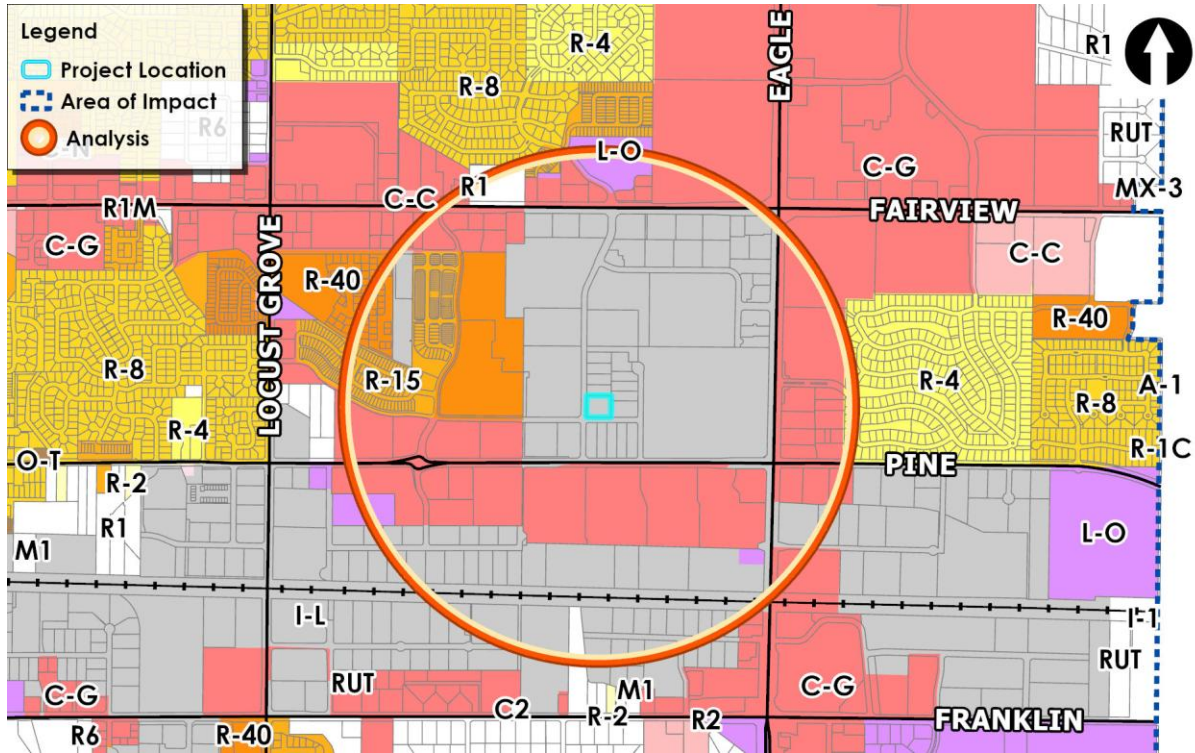 Legend
Project Location
Area of Impact
Analysis
R6
C-N
R-4
R-8
EAGLE
R1
RUT
L-O
C-G
R1
C-C
MX-3
R1M
FAIRVIEW
C-G
C-C
LOCUST GROVE
R-40
R-40
R-8
R-15
R-4
A-1
R-8
R-4
R-1C
O-T
PINE
R-2
R1
L-O
M1
I-L
I-1
RUT
RUT
C-G
M1
C-G
C2
R-2
R2
FRANKLIN
R6
R-40